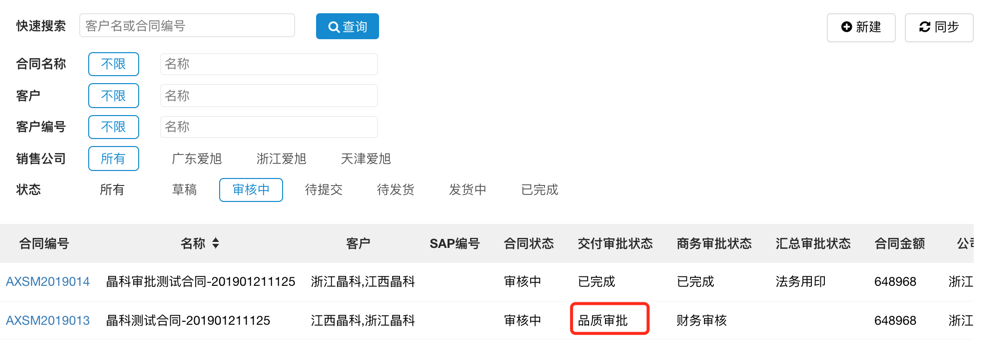 快速搜索 客户名或合同编号 查询 新建 同步
合同名称 不限 名称
客户 不限 名称
客户编号 不限 名称
销售公司 所有 广东爱旭 浙江爱旭 天津爱旭
状态 所有 草稿 审核中 待提交 待发货 发货中 已完成
合同编号 名称 客户 SAP编号 合同状态 交付审批状态 商务审批状态 汇总审批状态 合同金额 公司
AXSM2019014 晶科审批测试合同-201901211125 浙江晶科,江西晶科 审核中 已完成 已完成 法务用印 648968 浙江
AXSM2019013 晶科测试合同-201901211125 江西晶科,浙江晶科 审核中 品质审批 财务审核 648968 浙江